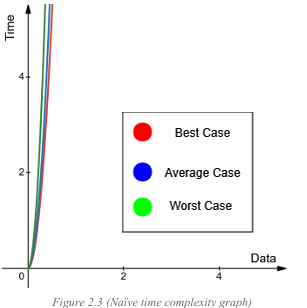 Time
4
2
Best Case
Average Case
Worst Case
Data
0
2
4
Figure 2.3 (Naïve time complexity graph)